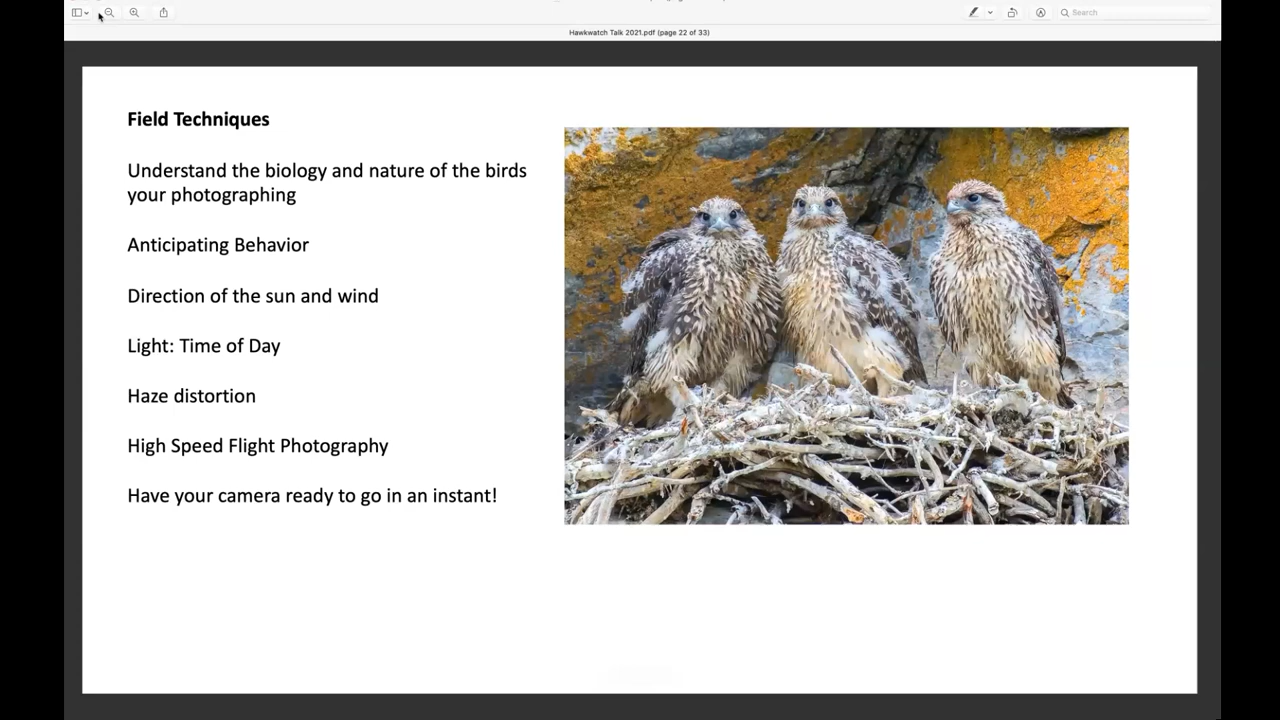 Search
Hawkwatch Talk 2021.pdf (page 22 of 33)
Field Techniques
Understand the biology and nature of the birds
your photographing
Anticipating Behavior
Direction of the sun and wind
Light: Time of Day
Haze distortion
High Speed Flight Photography
Have your camera ready to go in an instant!